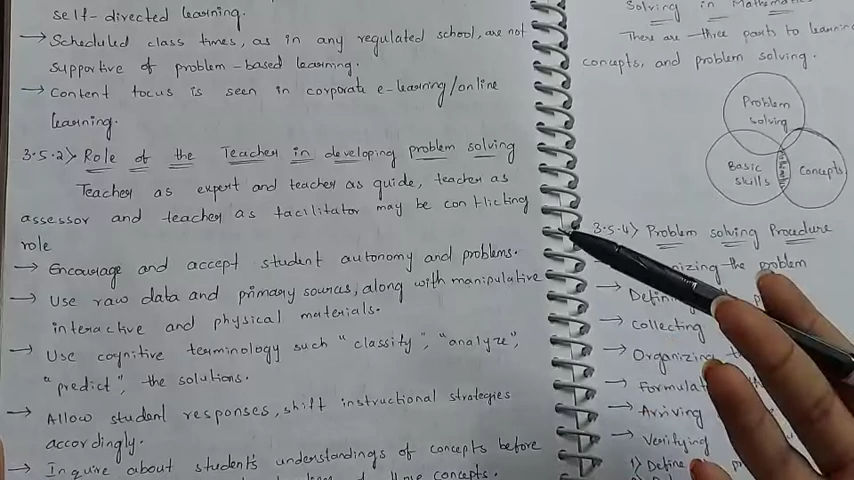 self-directed learning.
→ Scheduled class times, as in any regulated school, are not
supportive of problem-based learning.
→ Content focus is seen in corporate e-learning/online
learning.
3.5.2> Role of the Teacher in developing problem solving
Teacher as expert and teacher as guide, teacher as
assessor and teacher as facilitator may be conflicting
role
→ Encourage and accept student autonomy and problems.
→ Use raw data and primary sources, along with manipulative
interactive and physical materials.
→ Use cognitive terminology such "classify", "analyze",
"predict", the solutions.
→ Allow student responses, shift instructional strategies
accordingly.
→ Inquire about student's understandings of concepts before
concepts.
Solving in Mathema
There are three parts to learnin
concepts, and problem solving.
Problem
solving
Basic
skills
Concepts
3.5.4> Problem solving Procedure
the problem
→ Defini
→ Collecting
→ Organizing
→ Formulat
→ Arriving
→ Verifying
1) Define